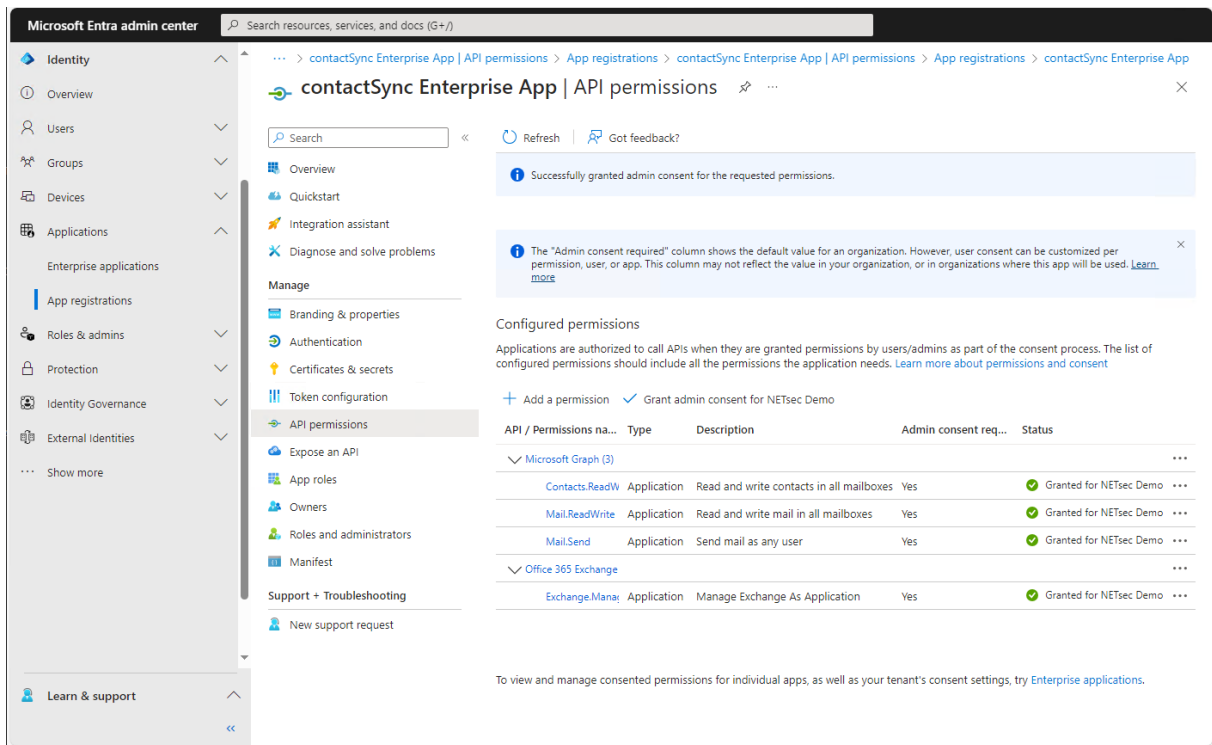 Microsoft Entra admin center
Search resources, services, and docs (G+/)
Identity
Overview
Users
Groups
Devices
Applications
Enterprise applications
App registrations
Roles & admins
Protection
Identity Governance
External Identities
Show more
Learn & support
«
... > contactSync Enterprise App | API permissions > App registrations > contactSync Enterprise App | API permissions > App registrations > contactSync Enterprise App
contactSync Enterprise App | API permissions ...
Search «
Overview
Quickstart
Integration assistant
Diagnose and solve problems
Manage
Branding & properties
Authentication
Certificates & secrets
Token configuration
API permissions
Expose an API
App roles
Owners
Roles and administrators
Manifest
Support + Troubleshooting
New support request
Refresh Got feedback?
Successfully granted admin consent for the requested permissions.
The "Admin consent required" column shows the default value for an organization. However, user consent can be customized per
permission, user, or app. This column may not reflect the value in your organization, or in organizations where this app will be used. Learn
more
Configured permissions
Applications are authorized to call APIs when they are granted permissions by users/admins as part of the consent process. The list of
configured permissions should include all the permissions the application needs. Learn more about permissions and consent
Add a permission Grant admin consent for NETsec Demo
API / Permissions na... Type Description Admin consent req... Status
Microsoft Graph (3) ...
Contacts.ReadW Application Read and write contacts in all mailboxes Yes Granted for NETsec Demo ...
Mail.ReadWrite Application Read and write mail in all mailboxes Yes Granted for NETsec Demo ...
Mail.Send Application Send mail as any user Yes Granted for NETsec Demo ...
Office 365 Exchange ...
Exchange.Manag Application Manage Exchange As Application Yes Granted for NETsec Demo ...
To view and manage consented permissions for individual apps, as well as your tenant's consent settings, try Enterprise applications.